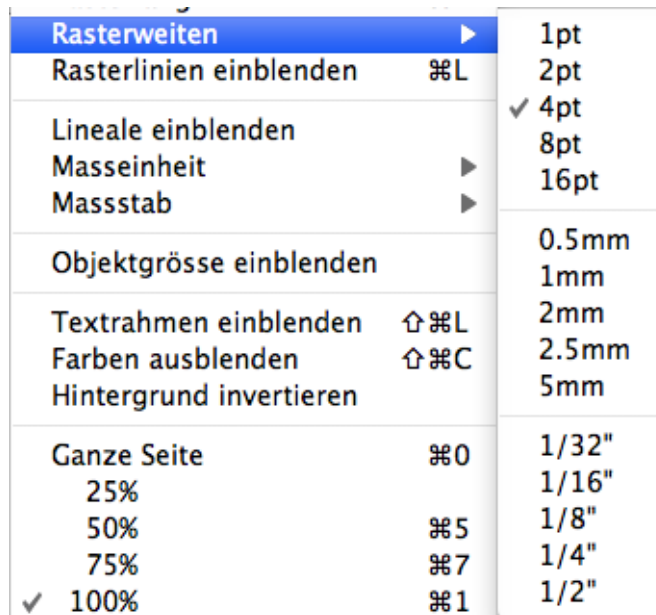 Rasterweiten
Rasterlinien einblenden ⌘L
Lineale einblenden
Masseinheit
Massstab
Objektgrösse einblenden
Textrahmen einblenden ⇧⌘L
Farben ausblenden ⇧⌘C
Hintergrund invertieren
Ganze Seite ⌘0
25%
50% ⌘5
75% ⌘7
✓ 100% ⌘1
1pt
2pt
✓ 4pt
8pt
16pt
0.5mm
1mm
2mm
2.5mm
5mm
1/32"
1/16"
1/8"
1/4"
1/2"